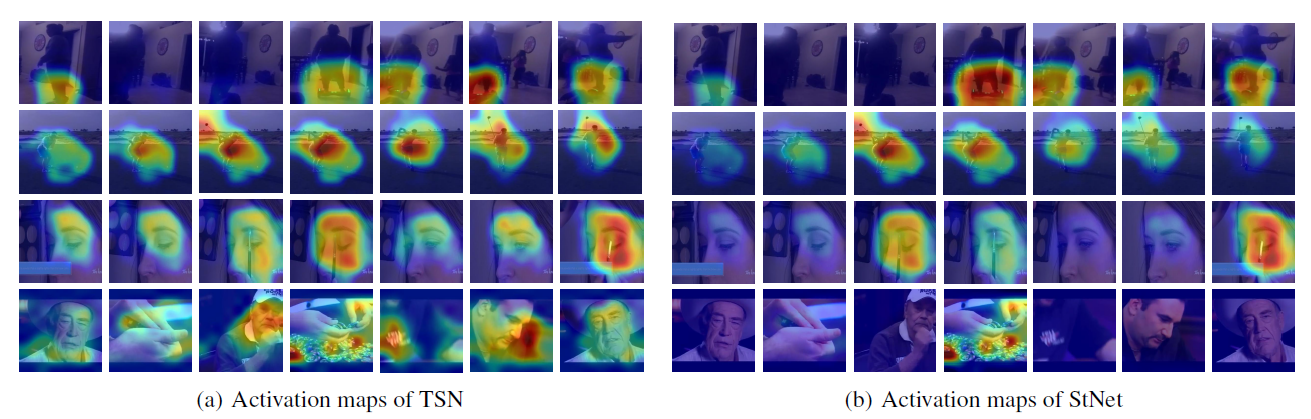 (a) Activation maps of TSN
(b) Activation maps of StNet